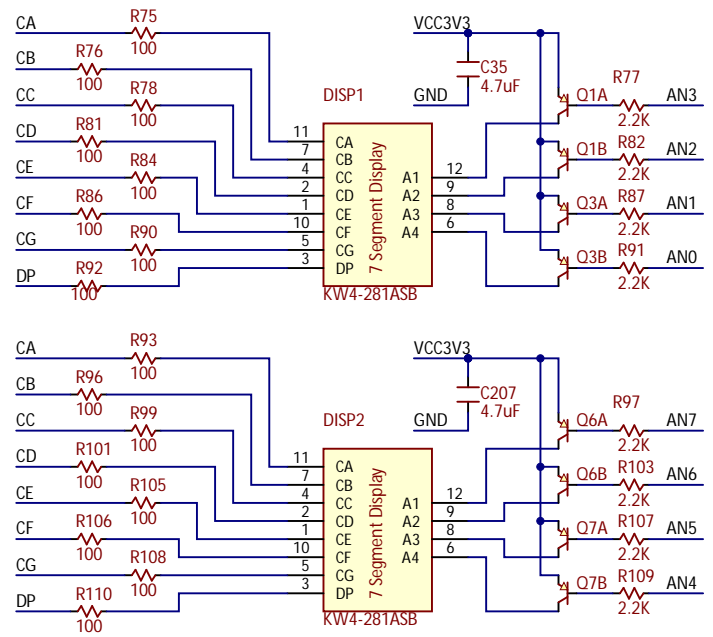 CA R75 VCC3V3
100
CB R76
100 C35
4.7uF
CC R78 DISP1 GND Q1A R77 AN3
100 2.2K
CD R81 11 CA
100 7 CB Q1B R82 AN2
CE R84 4 CC A1 12 2.2K
100 2 CD A2 9
CF R86 1 CE A3 8 Q3A R87 AN1
100 10 CF A4 6 2.2K
CG R90 5 CG
100 3 DP Q3B R91 AN0
DP R92 7 Segment Display 2.2K
100 KW4-281ASB
CA R93 VCC3V3
100
CB R96
100 C207
4.7uF
CC R99 DISP2 GND Q6A R97 AN7
100 2.2K
CD R101 11 CA
100 7 CB Q6B R103 AN6
CE R105 4 CC A1 12 2.2K
100 2 CD A2 9
CF R106 1 CE A3 8 Q7A R107 AN5
100 10 CF A4 6 2.2K
CG R108 5 CG
100 3 DP Q7B R109 AN4
DP R110 7 Segment Display 2.2K
100 KW4-281ASB